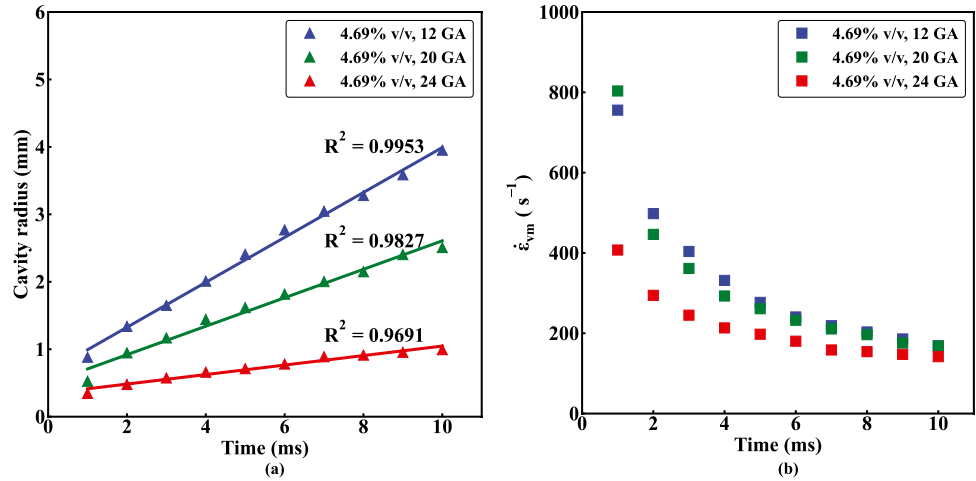 6
5
4
3
2
1
0
Cavity radius (mm)
4.69% v/v, 12 GA
4.69% v/v, 20 GA
4.69% v/v, 24 GA
R² = 0.9953
R² = 0.9827
R² = 0.9691
0 2 4 6 8 10
Time (ms)
(a)
1000
800
600
400
200
0
ε̇vm ( s⁻¹)
4.69% v/v, 12 GA
4.69% v/v, 20 GA
4.69% v/v, 24 GA
0 2 4 6 8 10
Time (ms)
(b)